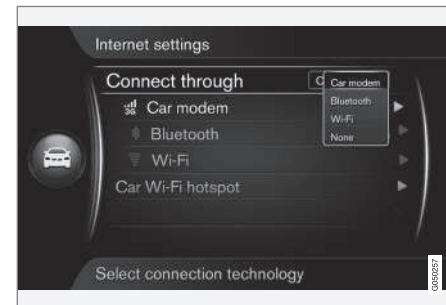 Internet settings
Connect through
Car modem
Bluetooth
Wi-Fi
None
3G Car modem
Bluetooth
Wi-Fi
Car Wi-Fi hotspot
Select connection technology
G050257